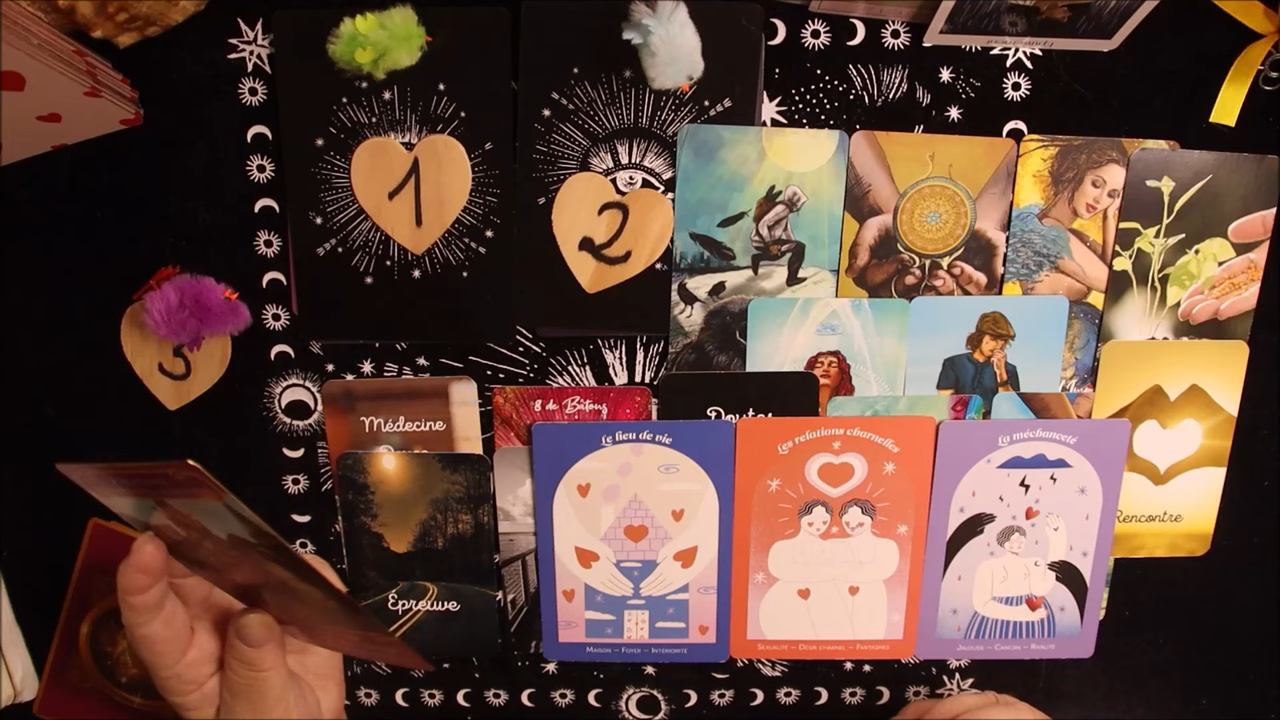 1
2
3
Médecine
8 de Bâtons
Doutes
Le lieu de vie
Les relations charnelles
La méchanceté
Épreuve
Rencontre
Maison – Foyer – Intériorité
Sexualité – Désir charnel – Fantasmes
Jalousie – Cancan – Rivalité